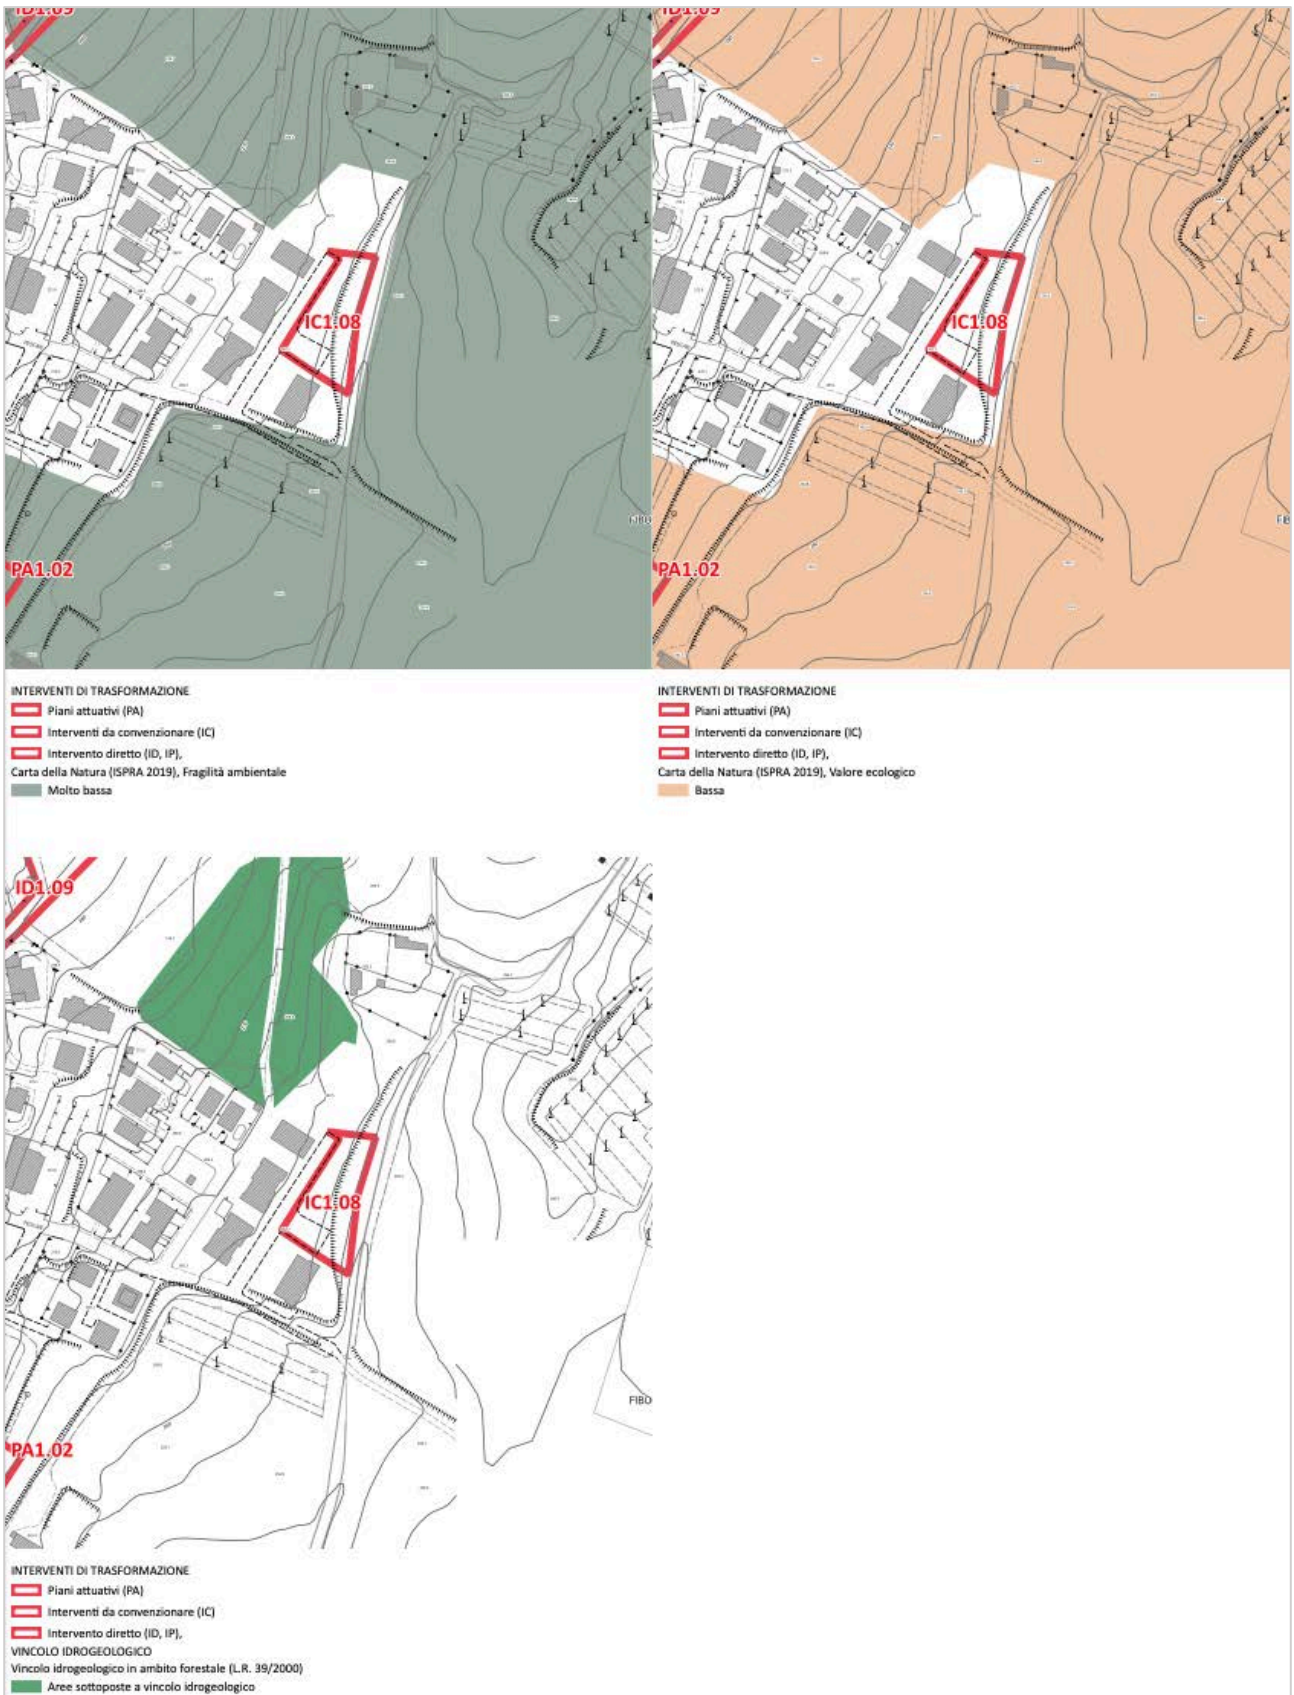 ID1.09
IC1.08
FIBO
PA1.02
INTERVENTI DI TRASFORMAZIONE
Piani attuativi (PA)
Interventi da convenzionare (IC)
Intervento diretto (ID, IP),
Carta della Natura (ISPRA 2019), Fragilità ambientale
Molto bassa
ID1.09
IC1.08
FIB
PA1.02
INTERVENTI DI TRASFORMAZIONE
Piani attuativi (PA)
Interventi da convenzionare (IC)
Intervento diretto (ID, IP),
Carta della Natura (ISPRA 2019), Valore ecologico
Bassa
ID1.09
IC1.08
FIBO
PA1.02
INTERVENTI DI TRASFORMAZIONE
Piani attuativi (PA)
Interventi da convenzionare (IC)
Intervento diretto (ID, IP),
VINCOLO IDROGEOLOGICO
Vincolo idrogeologico in ambito forestale (L.R. 39/2000)
Aree sottoposte a vincolo idrogeologico